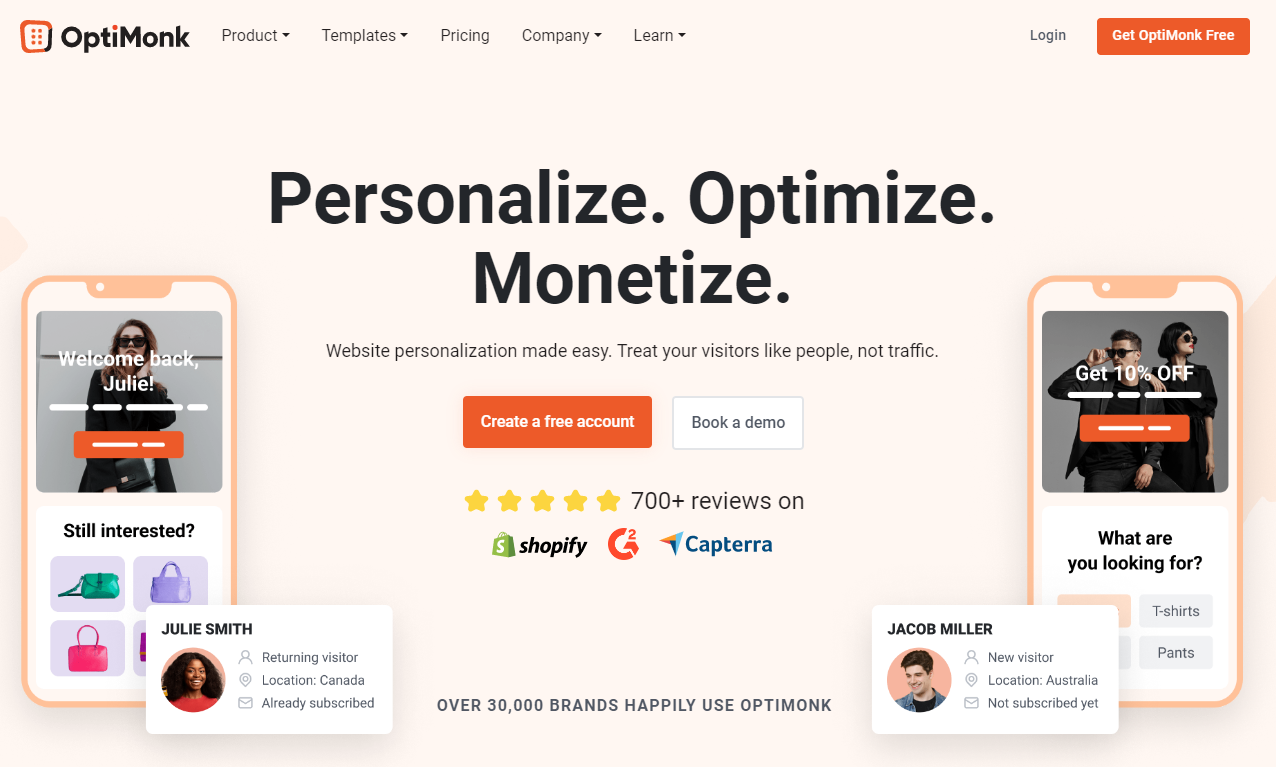 OptiMonk
Product
Templates
Pricing
Company
Learn
Login
Get OptiMonk Free
Personalize. Optimize.
Monetize.
Website personalization made easy. Treat your visitors like people, not traffic.
Create a free account
Book a demo
700+ reviews on
shopify
G2
Capterra
OVER 30,000 BRANDS HAPPILY USE OPTIMONK
Welcome back,
Julie!
Still interested?
JULIE SMITH
Returning visitor
Location: Canada
Already subscribed
Get 10% OFF
What are
you looking for?
T-shirts
Pants
JACOB MILLER
New visitor
Location: Australia
Not subscribed yet